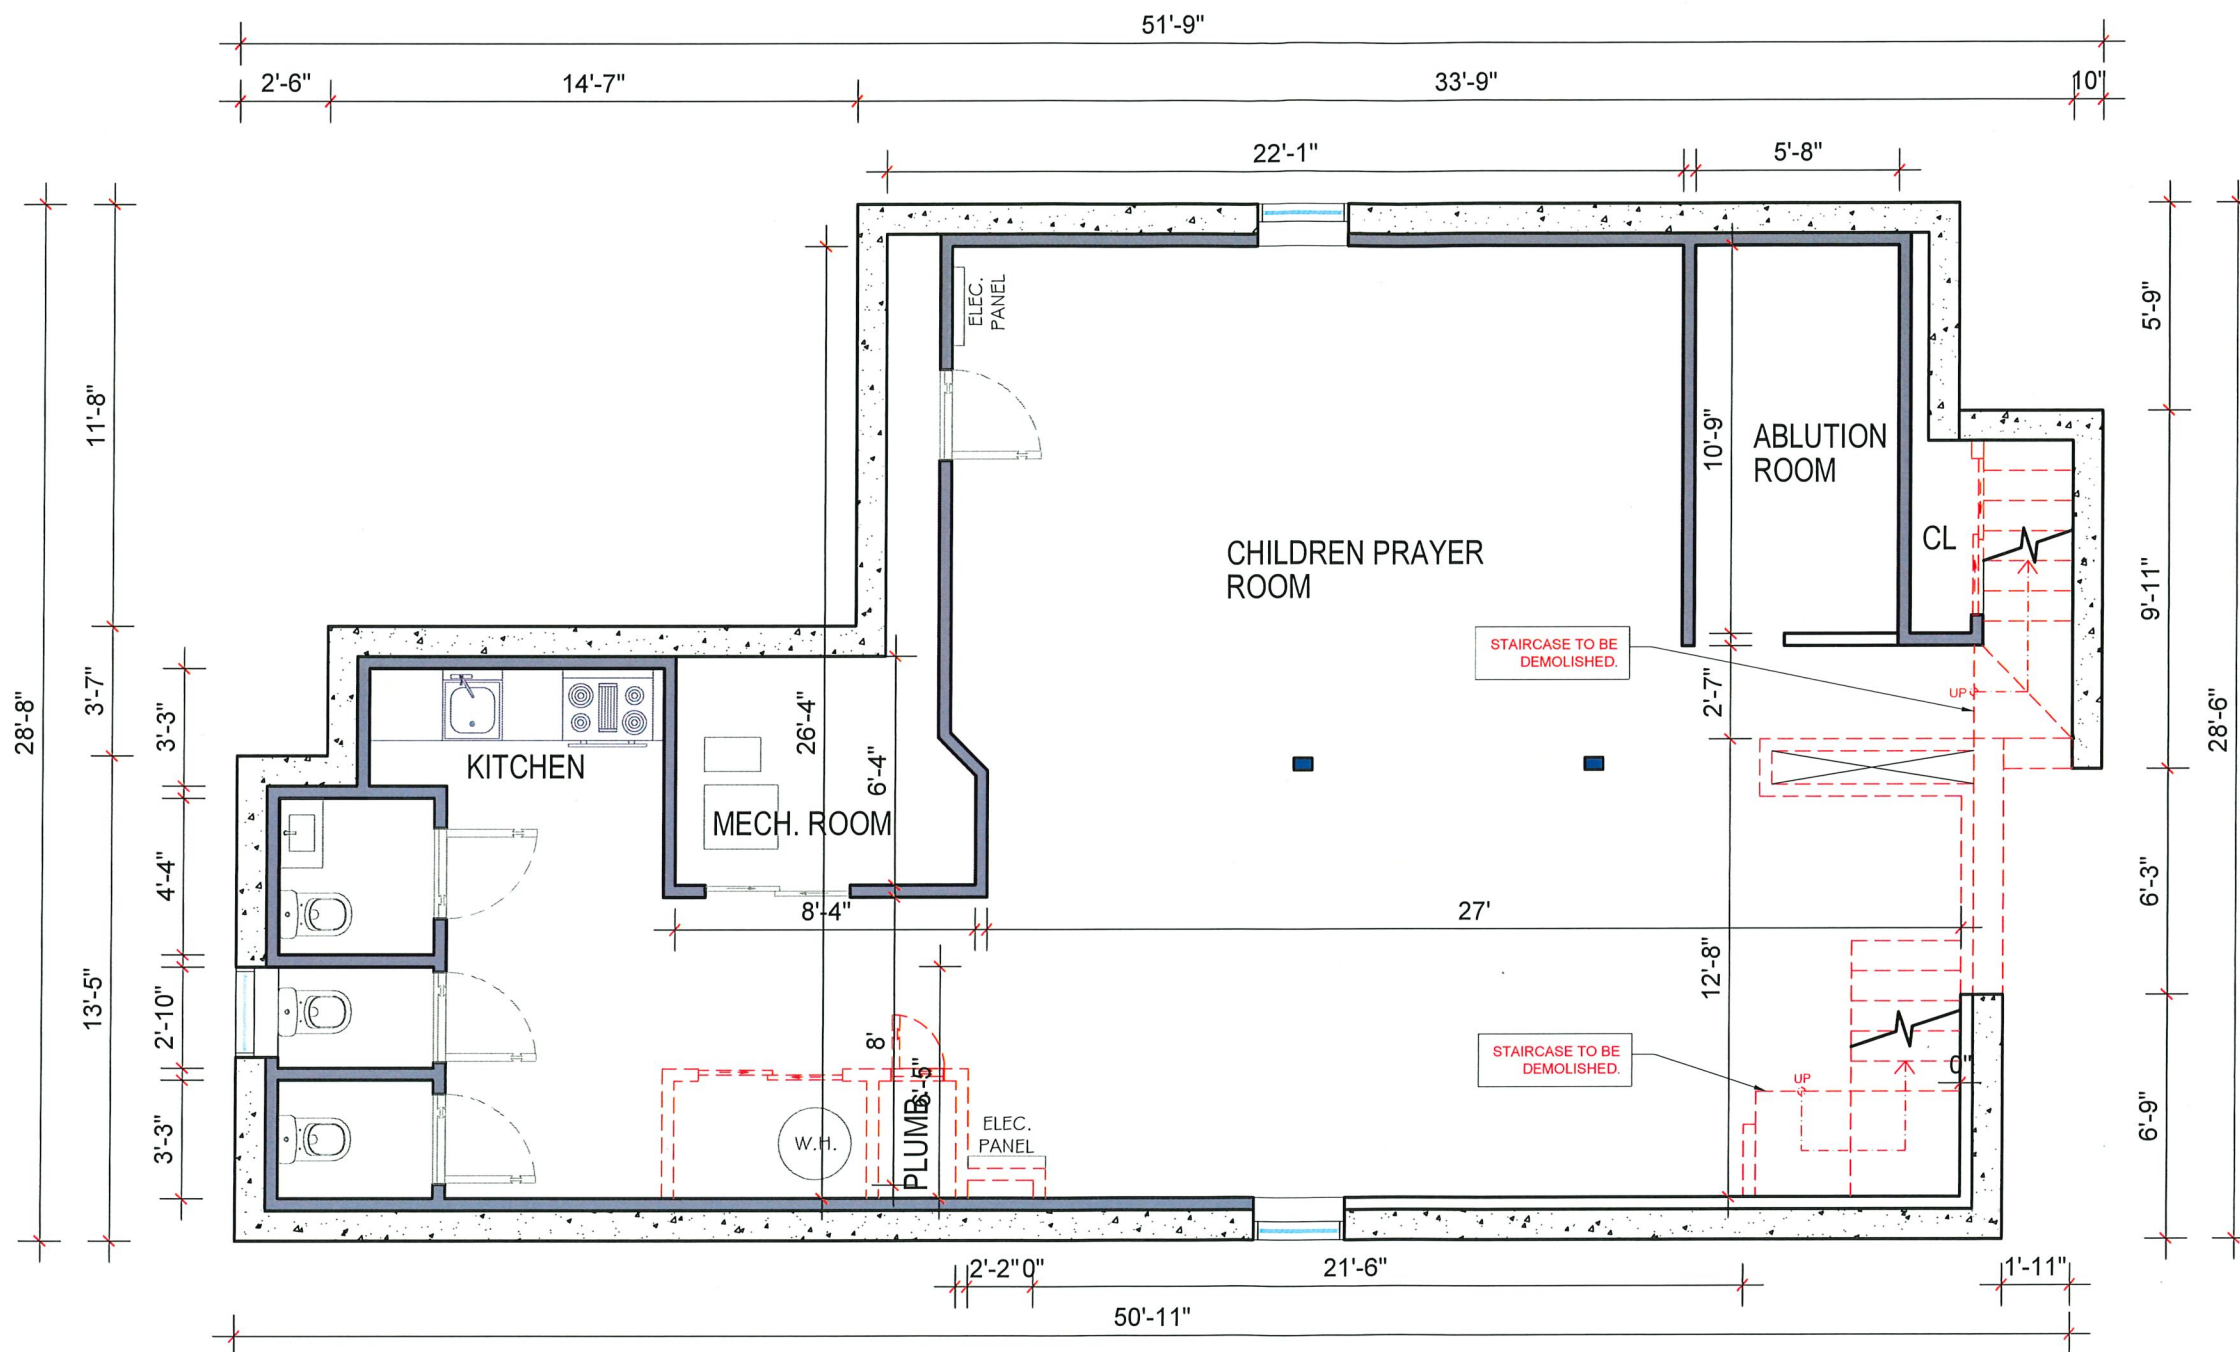 51'-9"
2'-6"
14'-7"
33'-9"
10"
22'-1"
5'-8"
28'-8"
11'-8"
3'-7"
13'-5"
3'-3"
4'-4"
2'-10"
3'-3"
ELEC.
PANEL
26'-4"
6'-4"
KITCHEN
MECH. ROOM
8'-4"
CHILDREN PRAYER
ROOM
10'-9"
ABLUTION
ROOM
CL
STAIRCASE TO BE
DEMOLISHED.
UP
2'-7"
27'
12'-8"
8'
6'-5"
PLUMB.
W.H.
ELEC.
PANEL
STAIRCASE TO BE
DEMOLISHED.
UP
0"
5'-9"
9'-11"
6'-3"
6'-9"
28'-6"
2'-2"
0"
21'-6"
1'-11"
50'-11"